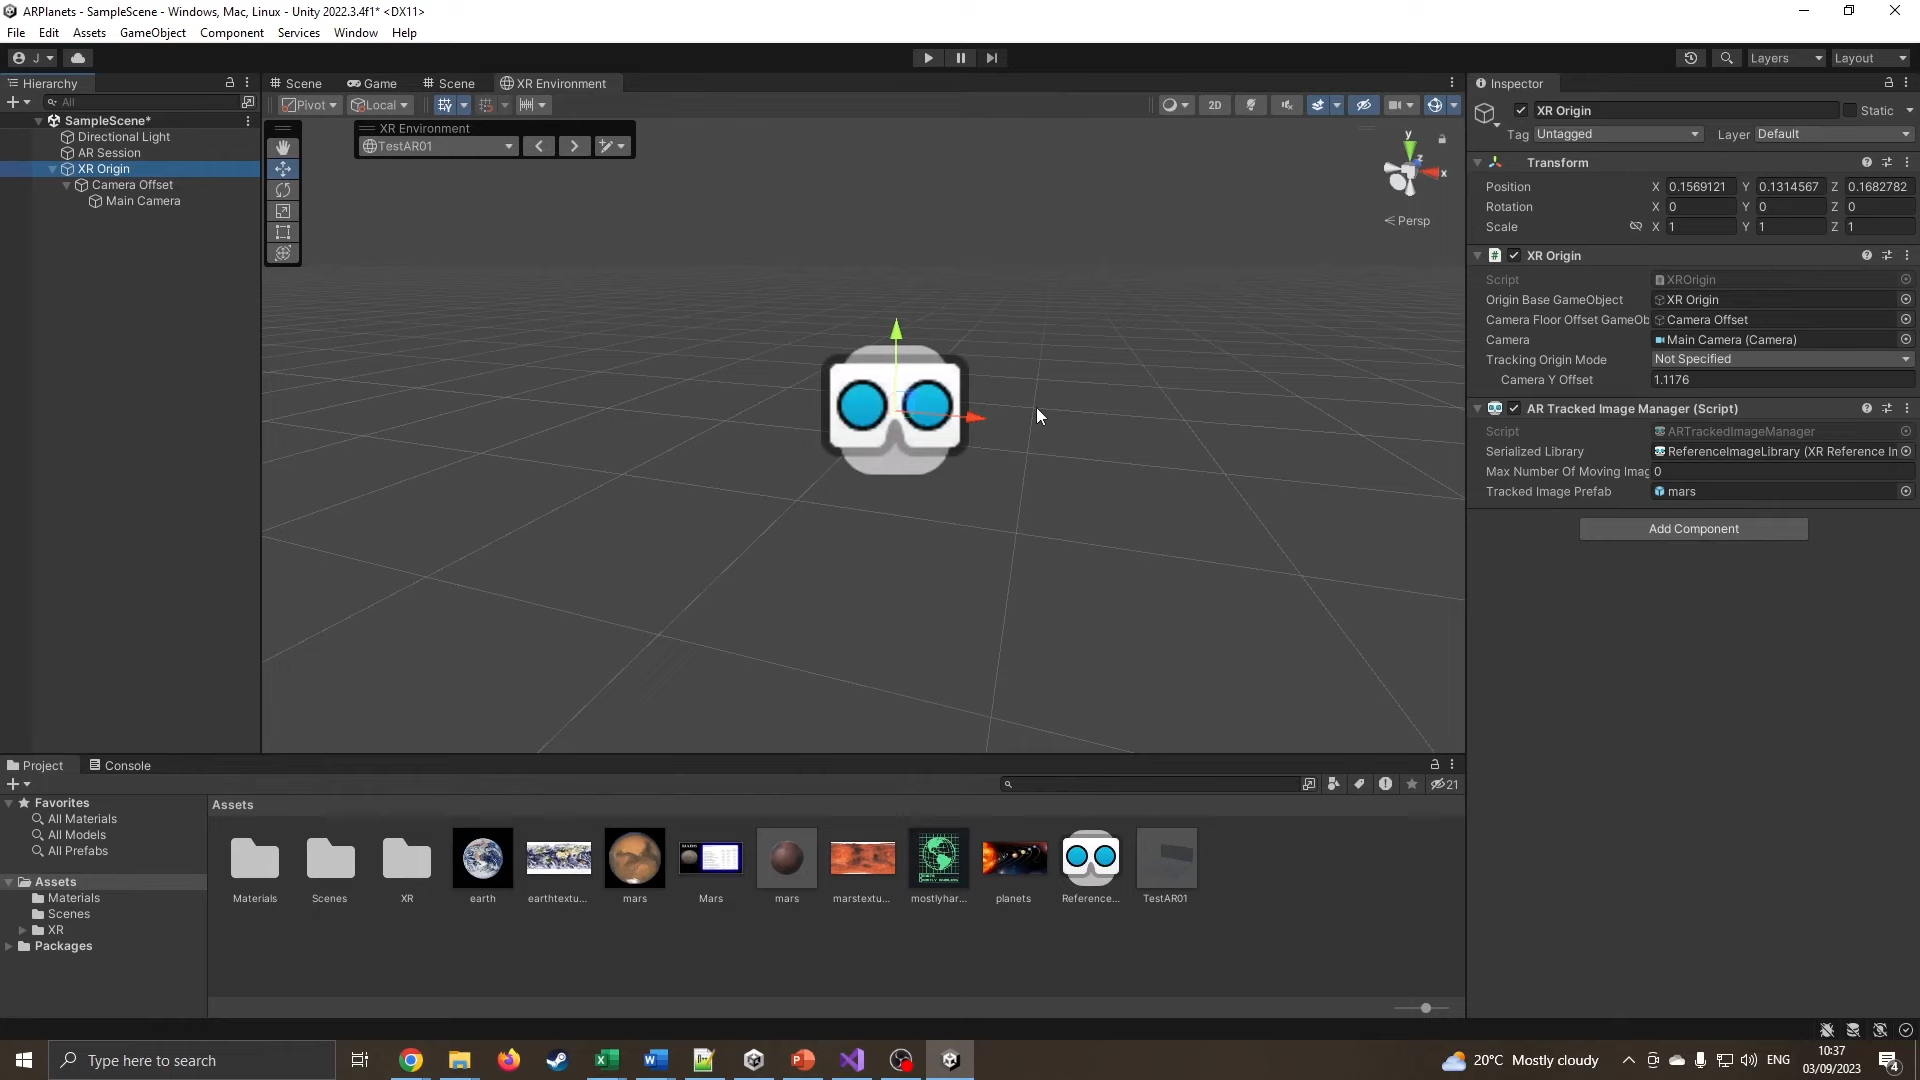 ARPlanets - SampleScene - Windows, Mac, Linux - Unity 2022.3.4f1* <DX11>
File Edit Assets GameObject Component Services Window Help
J
Layers Layout
Hierarchy
All
SampleScene*
Directional Light
AR Session
XR Origin
Camera Offset
Main Camera
Scene Game Scene XR Environment
Pivot Local 2D
XR Environment
TestAR01
y
z
x
Persp
Inspector
XR Origin Static
Tag Untagged Layer Default
Transform
Position X 0.1569121 Y 0.1314567 Z 0.1682782
Rotation X 0 Y 0 Z 0
Scale X 1 Y 1 Z 1
# XR Origin
Script XROrigin
Origin Base GameObject XR Origin
Camera Floor Offset GameOb Camera Offset
Camera Main Camera (Camera)
Tracking Origin Mode Not Specified
Camera Y Offset 1.1176
AR Tracked Image Manager (Script)
Script ARTrackedImageManager
Serialized Library ReferenceImageLibrary (XR Reference In
Max Number Of Moving Imag 0
Tracked Image Prefab mars
Add Component
Project Console
21
Favorites
All Materials
All Models
All Prefabs
Assets
Materials
Scenes
XR
Packages
Assets
Materials
Scenes
XR
earth
earthtextu...
mars
Mars
mars
marstextu...
mostlyhar...
planets
Reference...
TestAR01
Type here to search
20°C Mostly cloudy
ENG
10:37
03/09/2023
4